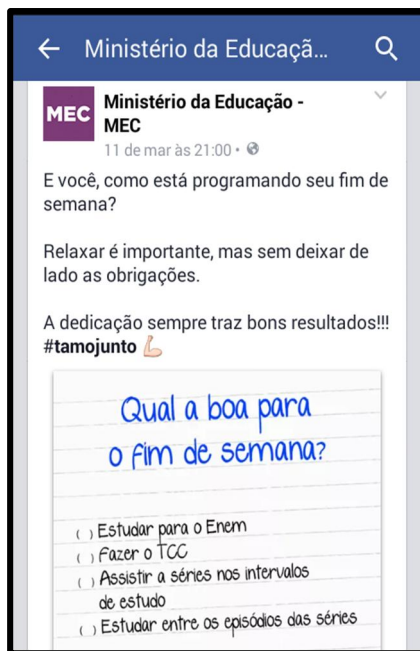 Ministério da Educaçã...
MEC
Ministério da Educação -
MEC
11 de mar às 21:00 •
E você, como está programando seu fim de
semana?
Relaxar é importante, mas sem deixar de
lado as obrigações.
A dedicação sempre traz bons resultados!!!
#tamojunto
Qual a boa para
o fim de semana?
( ) Estudar para o Enem
( ) Fazer o TCC
( ) Assistir a séries nos intervalos
de estudo
( ) Estudar entre os episódios das séries